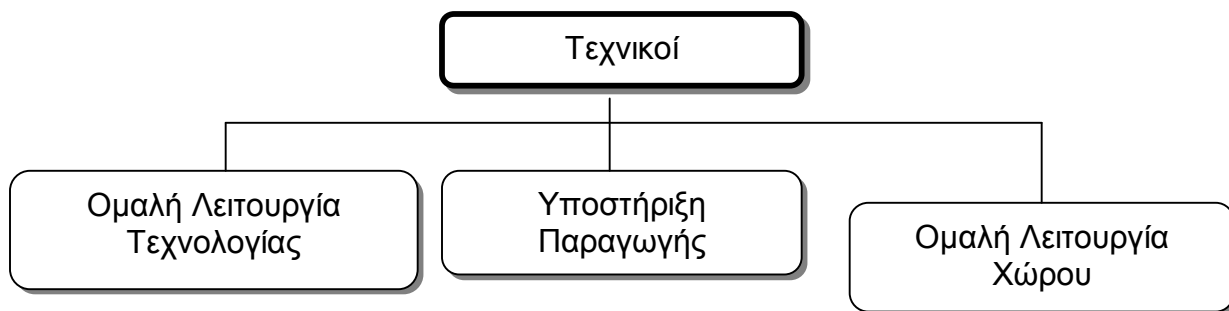 Τεχνικοί
Ομαλή Λειτουργία
Τεχνολογίας
Υποστήριξη
Παραγωγής
Ομαλή Λειτουργία
Χώρου